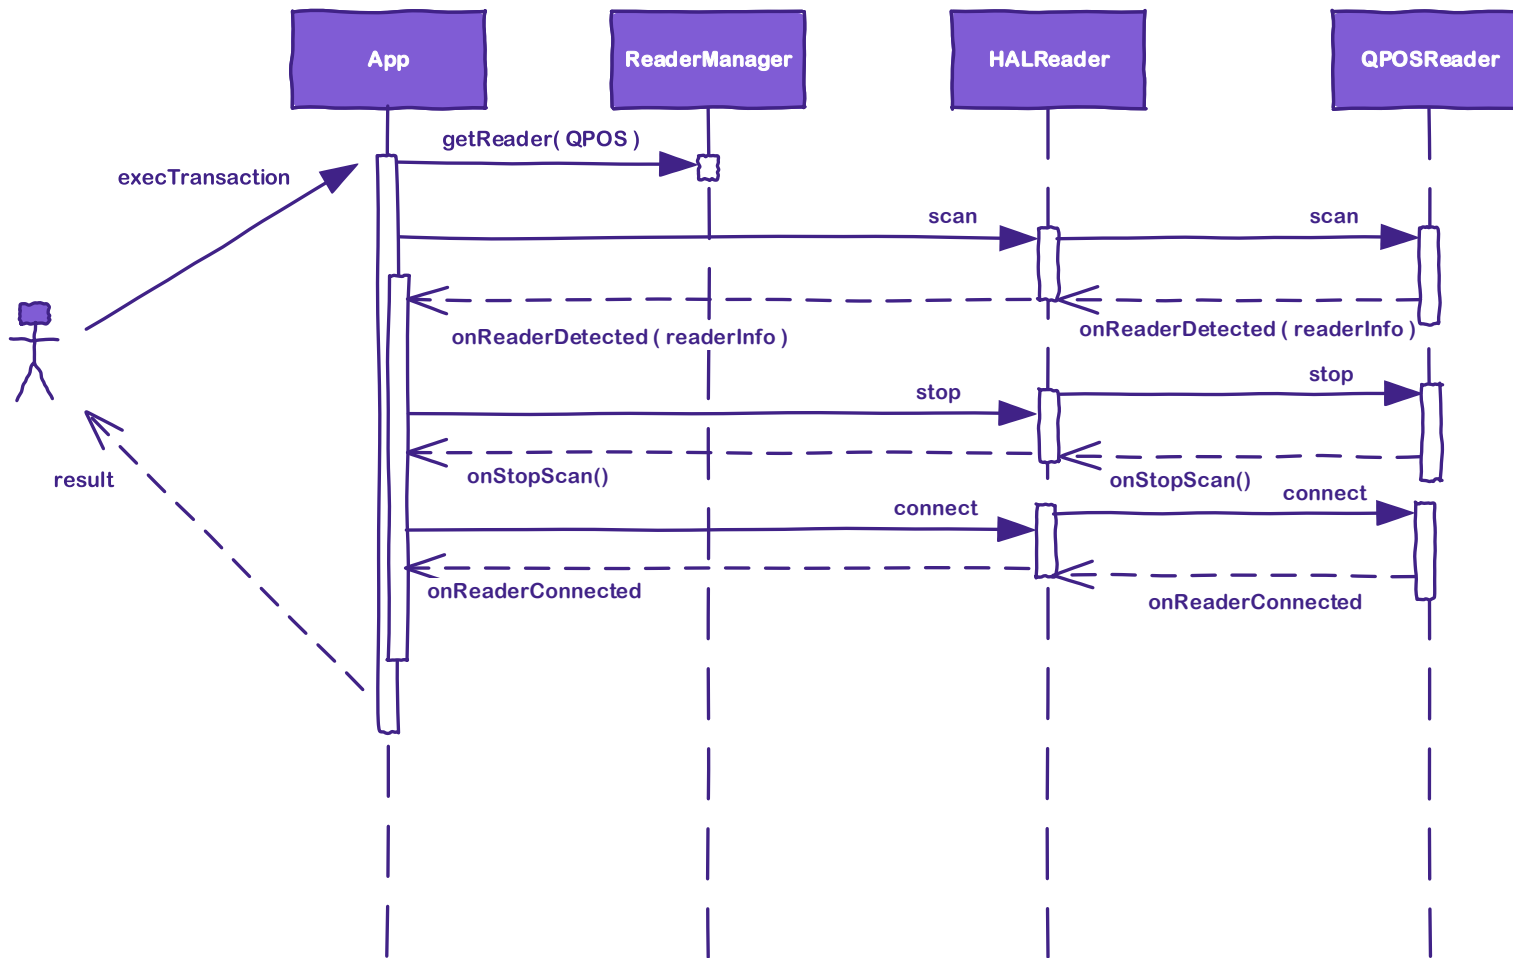 App
ReaderManager
HALReader
QPOSReader
getReader( QPOS )
execTransaction
scan
scan
onReaderDetected ( readerInfo )
onReaderDetected ( readerInfo )
stop
stop
onStopScan()
onStopScan()
result
connect
connect
onReaderConnected
onReaderConnected